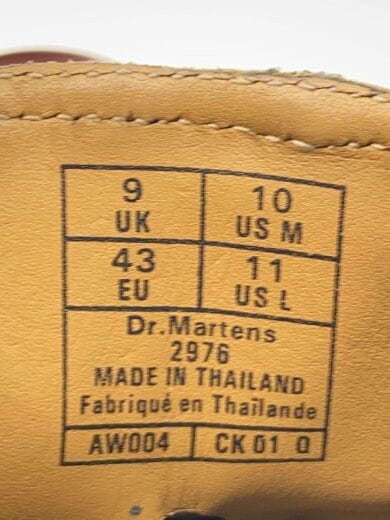 9 UK 10 US M
43 EU 11 US L
Dr.Martens
2976
MADE IN THAILAND
Fabriqué en Thaïlande
AW004 CK 01 Q